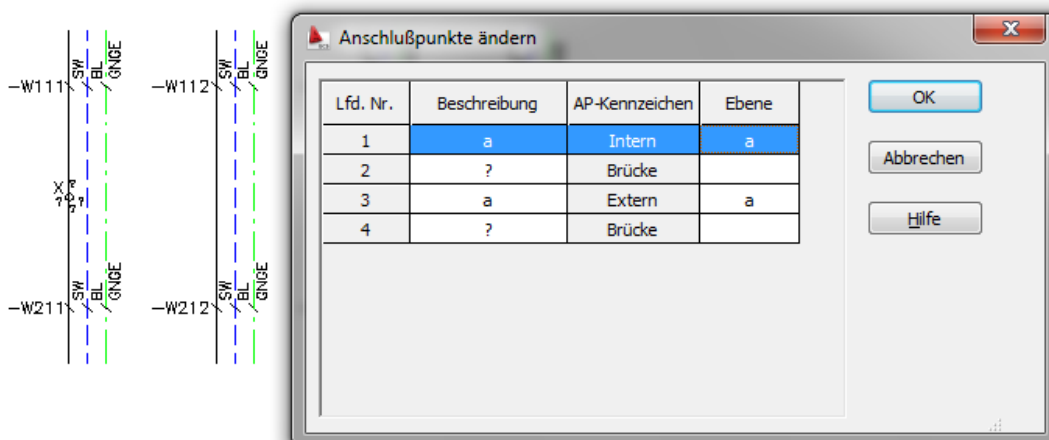 -W111 SW BL GNGE
-W112 SW BL GNGE
X
? ?
-W211 SW BL GNGE
-W212 SW BL GNGE
Anschlußpunkte ändern
Lfd. Nr. Beschreibung AP-Kennzeichen Ebene
1 a Intern a
2 ? Brücke
3 a Extern a
4 ? Brücke
OK
Abbrechen
Hilfe